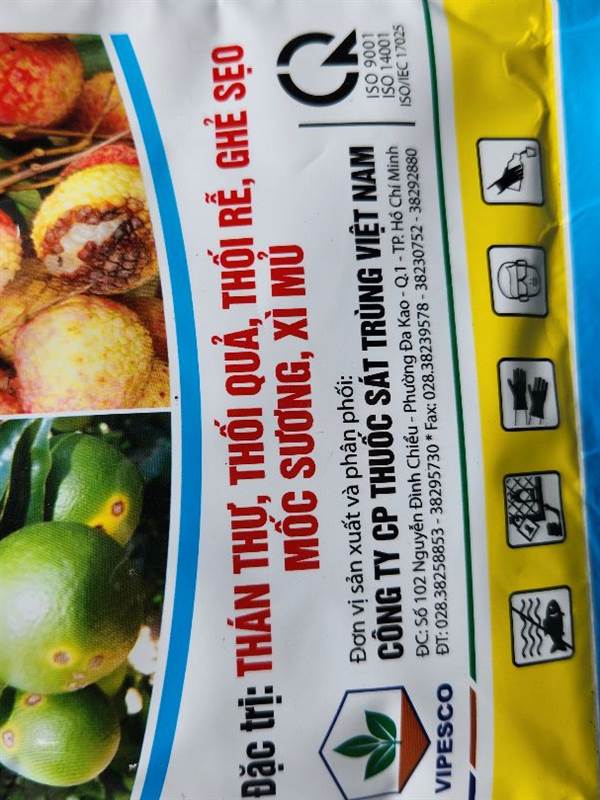 ISO 9001
ISO 14001
ISO/IEC 17025
Đặc trị: THÁN THƯ, THỐI QUẢ, THỐI RỄ, GHẺ SẸO
MỐC SƯƠNG, XÌ MỦ
Đơn vị sản xuất và phân phối:
CÔNG TY CP THUỐC SÁT TRÙNG VIỆT NAM
ĐC: Số 102 Nguyễn Đình Chiểu - Phường Đa Kao - Q.1 - TP. Hồ Chí Minh
ĐT: 028.38258853 - 38295730 * Fax: 028.38239578 - 38230752 - 38292880
VIPESCO